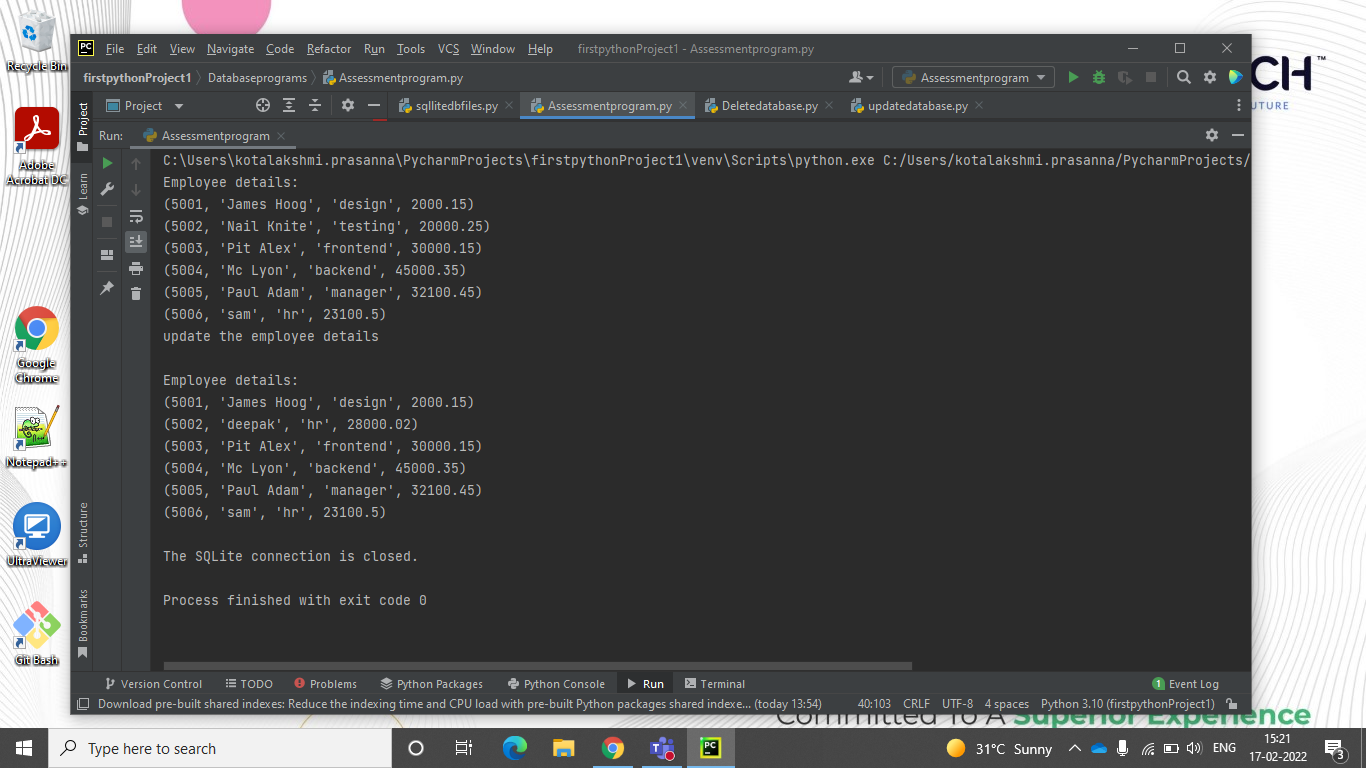 Recycle Bin
Adobe
Acrobat DC
Google
Chrome
Notepad++
UltraViewer
Git Bash
CH™
UTURE
PC File Edit View Navigate Code Refactor Run Tools VCS Window Help firstpythonProject1 - Assessmentprogram.py
firstpythonProject1 Databaseprograms Assessmentprogram.py Assessmentprogram
Project sqllitedbfiles.py Assessmentprogram.py Deletedatabase.py updatedatabase.py
Run: Assessmentprogram
Project
Learn
Structure
Bookmarks
C:\Users\kotalakshmi.prasanna\PycharmProjects\firstpythonProject1\venv\Scripts\python.exe C:/Users/kotalakshmi.prasanna/PycharmProjects/
Employee details:
(5001, 'James Hoog', 'design', 2000.15)
(5002, 'Nail Knite', 'testing', 20000.25)
(5003, 'Pit Alex', 'frontend', 30000.15)
(5004, 'Mc Lyon', 'backend', 45000.35)
(5005, 'Paul Adam', 'manager', 32100.45)
(5006, 'sam', 'hr', 23100.5)
update the employee details
Employee details:
(5001, 'James Hoog', 'design', 2000.15)
(5002, 'deepak', 'hr', 28000.02)
(5003, 'Pit Alex', 'frontend', 30000.15)
(5004, 'Mc Lyon', 'backend', 45000.35)
(5005, 'Paul Adam', 'manager', 32100.45)
(5006, 'sam', 'hr', 23100.5)
The SQLite connection is closed.
Process finished with exit code 0
Version Control TODO Problems Python Packages Python Console Run Terminal 1 Event Log
Download pre-built shared indexes: Reduce the indexing time and CPU load with pre-built Python packages shared indexe... (today 13:54) 40:103 CRLF UTF-8 4 spaces Python 3.10 (firstpythonProject1)
Committed To A Superior Experience
Type here to search PC 31°C Sunny ENG 15:21
17-02-2022 3